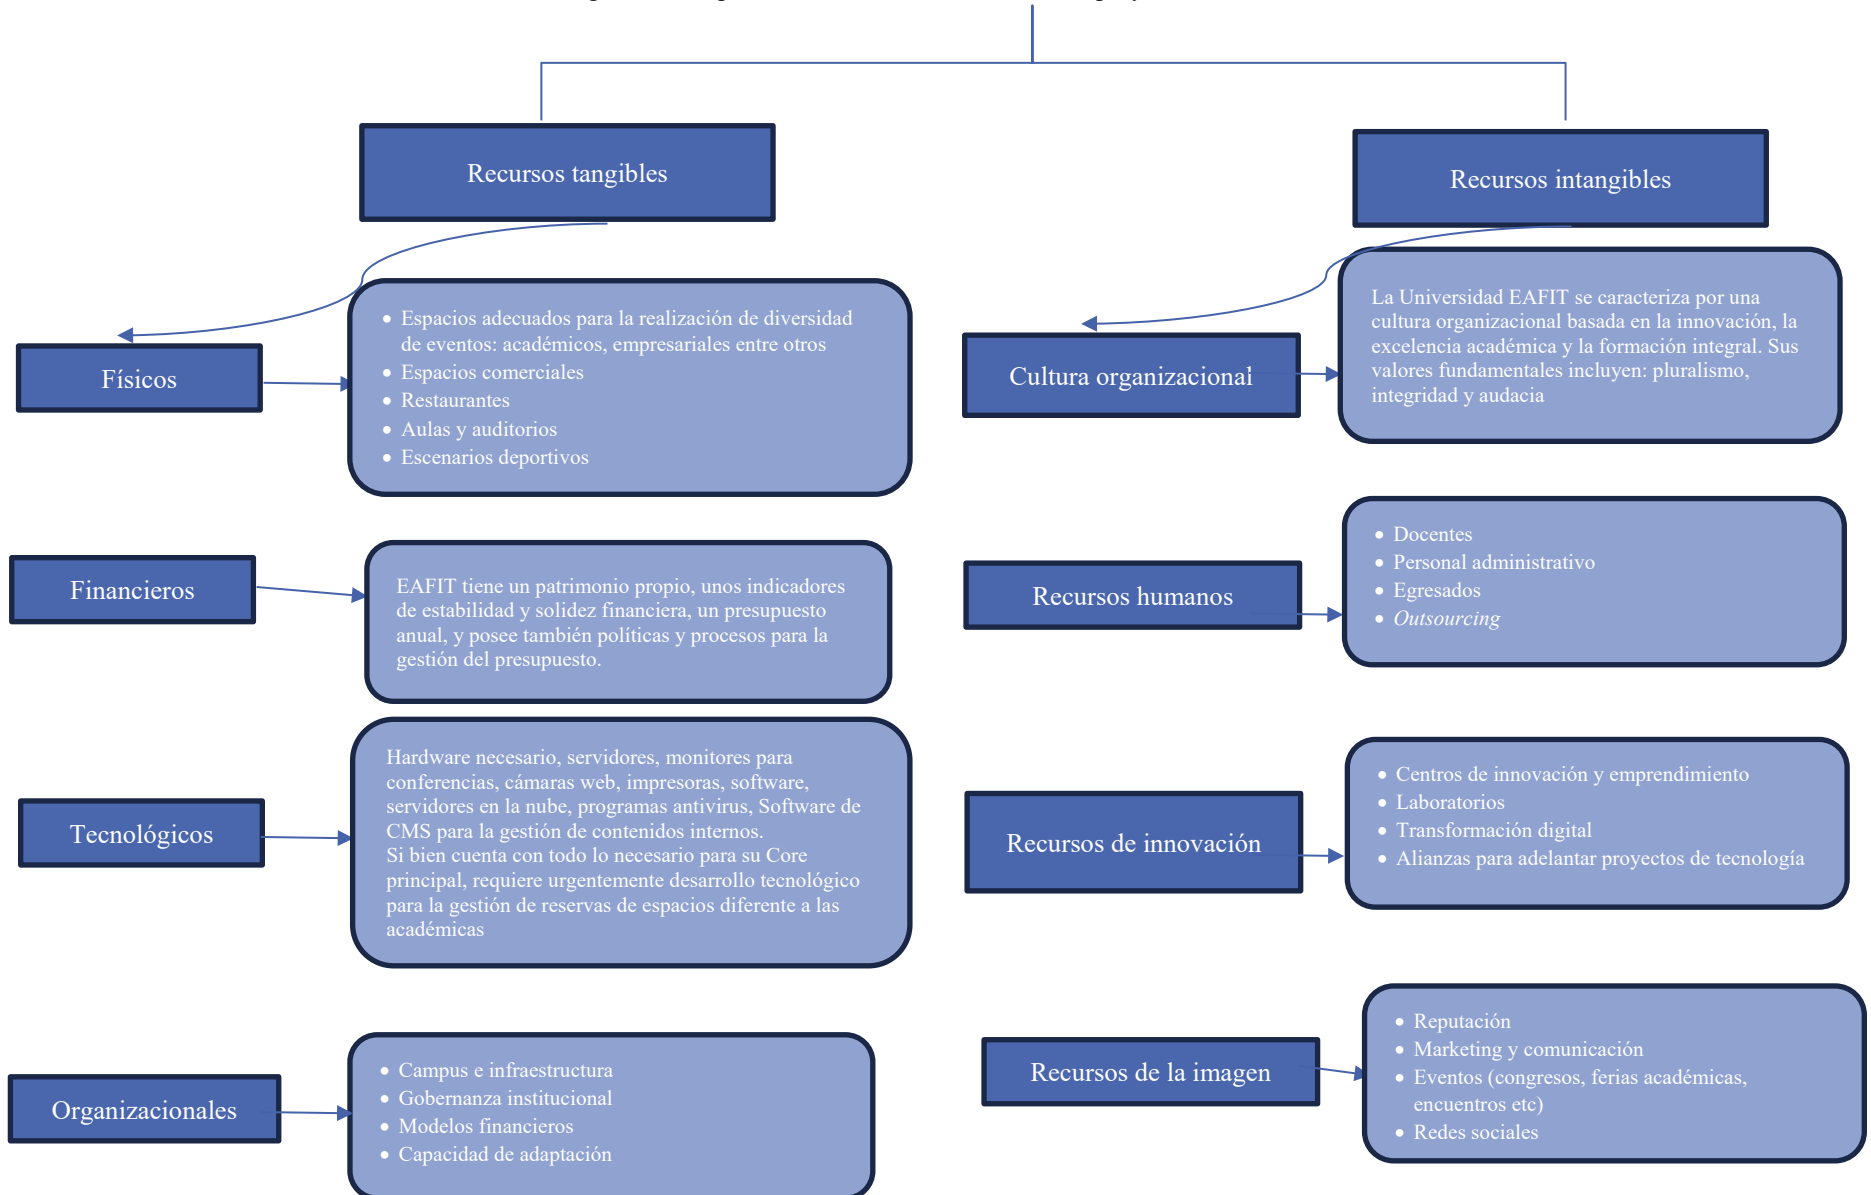 Recursos tangibles
Físicos
Espacios adecuados para la realización de diversidad
de eventos: académicos, empresariales entre otros
Espacios comerciales
Restaurantes
Aulas y auditorios
Escenarios deportivos
Financieros
EAFIT tiene un patrimonio propio, unos indicadores
de estabilidad y solidez financiera, un presupuesto
anual, y posee también políticas y procesos para la
gestión del presupuesto.
Tecnológicos
Hardware necesario, servidores, monitores para
conferencias, cámaras web, impresoras, software,
servidores en la nube, programas antivirus, Software de
CMS para la gestión de contenidos internos.
Si bien cuenta con todo lo necesario para su Core
principal, requiere urgentemente desarrollo tecnológico
para la gestión de reservas de espacios diferente a las
académicas
Organizacionales
Campus e infraestructura
Gobernanza institucional
Modelos financieros
Capacidad de adaptación
Recursos intangibles
Cultura organizacional
La Universidad EAFIT se caracteriza por una
cultura organizacional basada en la innovación, la
excelencia académica y la formación integral. Sus
valores fundamentales incluyen: pluralismo,
integridad y audacia
Recursos humanos
Docentes
Personal administrativo
Egresados
Outsourcing
Recursos de innovación
Centros de innovación y emprendimiento
Laboratorios
Transformación digital
Alianzas para adelantar proyectos de tecnología
Recursos de la imagen
Reputación
Marketing y comunicación
Eventos (congresos, ferias académicas,
encuentros etc)
Redes sociales